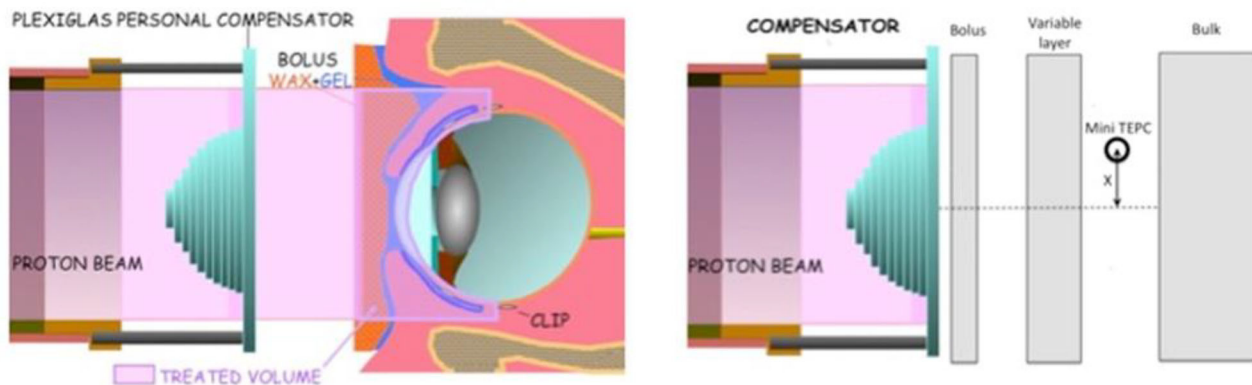 PLEXIGLAS PERSONAL COMPENSATOR
BOLUS
WAX+GEL
PROTON BEAM
CLIP
TREATED VOLUME
COMPENSATOR
Bolus
Variable
layer
Bulk
Mini TEPC
X
PROTON BEAM